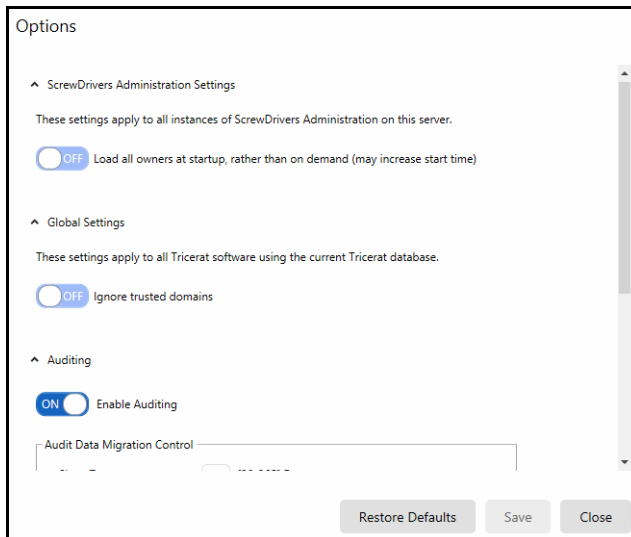 Options
ScrewDrivers Administration Settings
These settings apply to all instances of ScrewDrivers Administration on this server.
OFF Load all owners at startup, rather than on demand (may increase start time)
Global Settings
These settings apply to all Tricerat software using the current Tricerat database.
OFF Ignore trusted domains
Auditing
ON Enable Auditing
Audit Data Migration Control
Restore Defaults Save Close